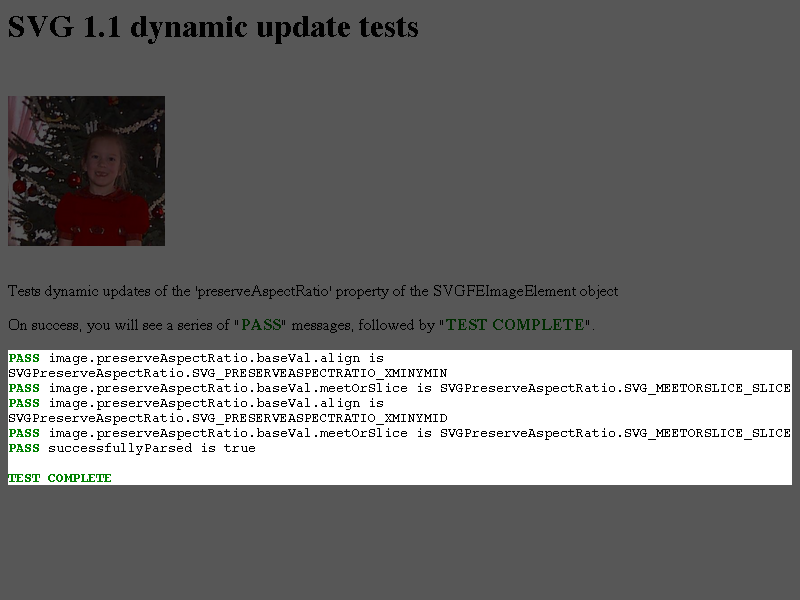 SVG 1.1 dynamic update tests
Tests dynamic updates of the 'preserveAspectRatio' property of the SVGFEImageElement object
On success, you will see a series of "PASS" messages, followed by "TEST COMPLETE".
PASS image.preserveAspectRatio.baseVal.align is
SVGPreserveAspectRatio.SVG_PRESERVEASPECTRATIO_XMINYMIN
PASS image.preserveAspectRatio.baseVal.meetOrSlice is SVGPreserveAspectRatio.SVG_MEETORSLICE_SLICE
PASS image.preserveAspectRatio.baseVal.align is
SVGPreserveAspectRatio.SVG_PRESERVEASPECTRATIO_XMINYMID
PASS image.preserveAspectRatio.baseVal.meetOrSlice is SVGPreserveAspectRatio.SVG_MEETORSLICE_SLICE
PASS successfullyParsed is true
TEST COMPLETE